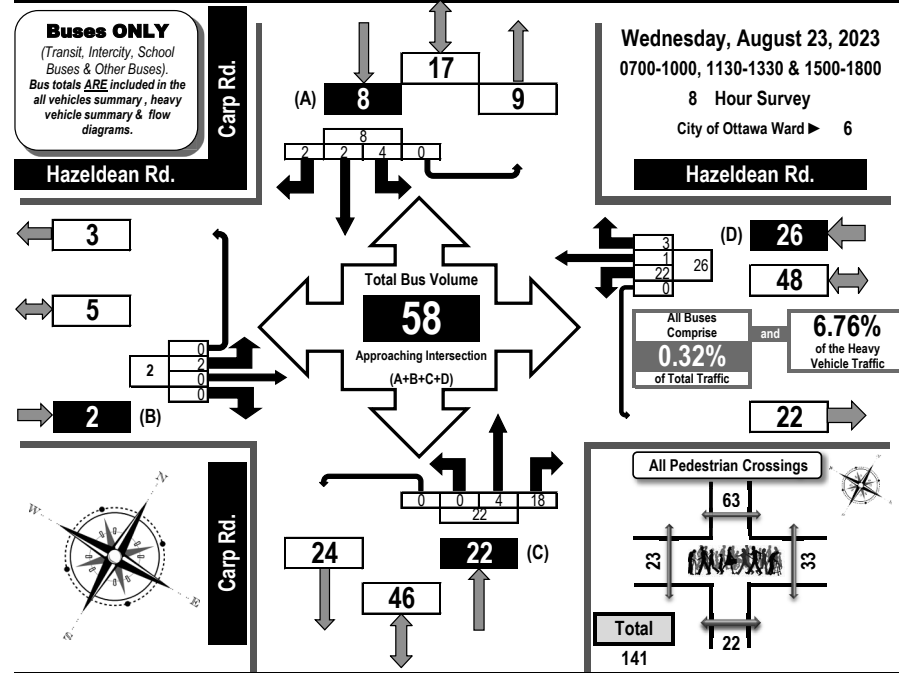 Buses ONLY
(Transit, Intercity, School
Buses & Other Buses).
Bus totals ARE included in the
all vehicles summary , heavy
vehicle summary & flow
diagrams.
Carp Rd.
Hazeldean Rd.
17
(A)
8
9
8
2 2 4 0
Wednesday, August 23, 2023
0700-1000, 1130-1330 & 1500-1800
8 Hour Survey
City of Ottawa Ward ► 6
Hazeldean Rd.
3
5
2
0
2
0
0
2
(B)
Total Bus Volume
58
Approaching Intersection
(A+B+C+D)
3
1
22
0
26
(D)
26
48
All Buses
Comprise
0.32%
of Total Traffic
and
6.76%
of the Heavy
Vehicle Traffic
22
N
W
E
S
Carp Rd.
0 0 4 18
22
24
22
(C)
46
All Pedestrian Crossings
63
23
33
22
Total
141